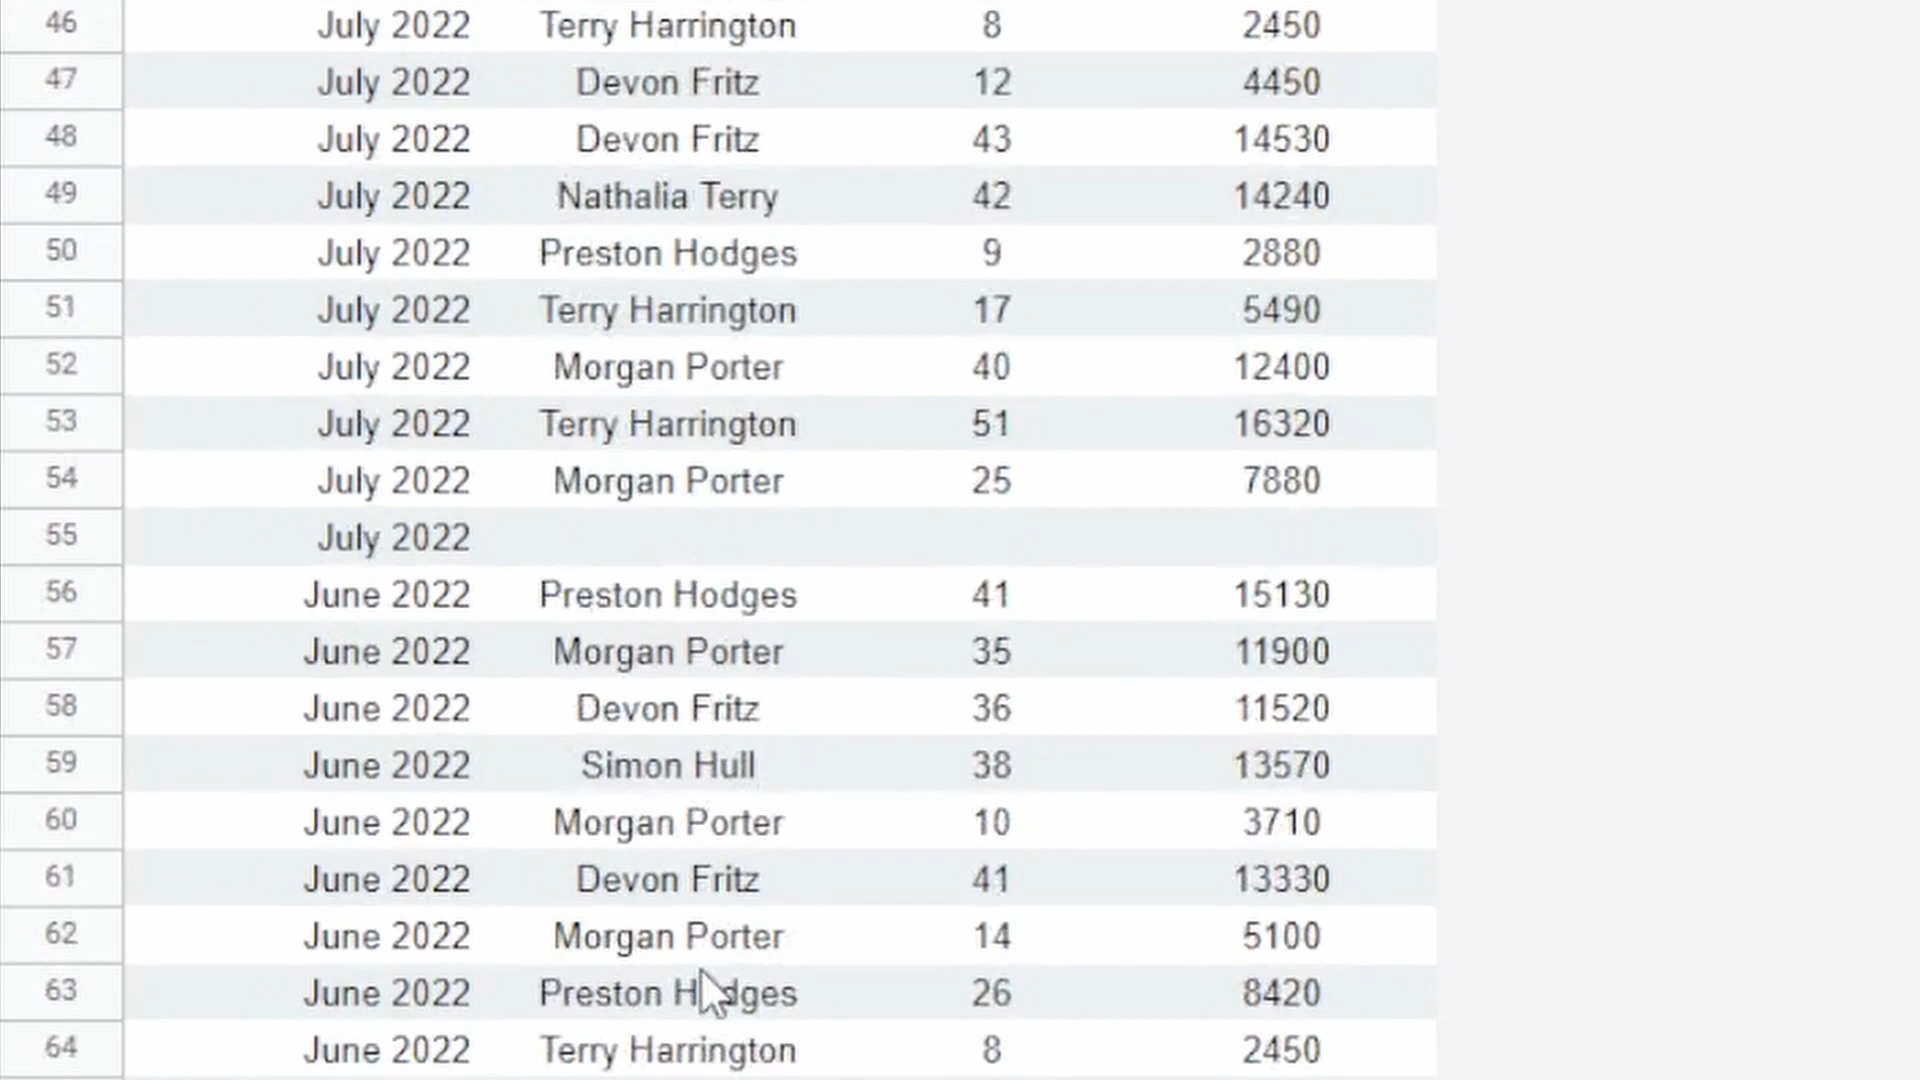 46 July 2022 Terry Harrington 8 2450
47 July 2022 Devon Fritz 12 4450
48 July 2022 Devon Fritz 43 14530
49 July 2022 Nathalia Terry 42 14240
50 July 2022 Preston Hodges 9 2880
51 July 2022 Terry Harrington 17 5490
52 July 2022 Morgan Porter 40 12400
53 July 2022 Terry Harrington 51 16320
54 July 2022 Morgan Porter 25 7880
55 July 2022
56 June 2022 Preston Hodges 41 15130
57 June 2022 Morgan Porter 35 11900
58 June 2022 Devon Fritz 36 11520
59 June 2022 Simon Hull 38 13570
60 June 2022 Morgan Porter 10 3710
61 June 2022 Devon Fritz 41 13330
62 June 2022 Morgan Porter 14 5100
63 June 2022 Preston Hodges 26 8420
64 June 2022 Terry Harrington 8 2450